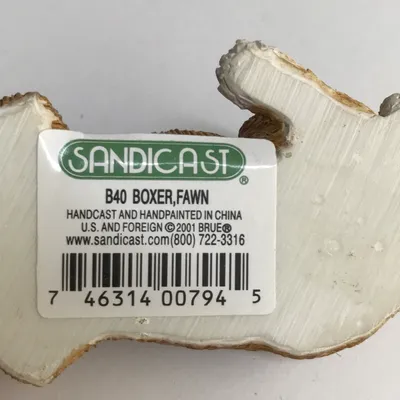 SANDICAST®
B40 BOXER,FAWN
HANDCAST AND HANDPAINTED IN CHINA
U.S. AND FOREIGN ©2001 BRUE®
www.sandicast.com(800) 722-3316
7 46314 00794 5